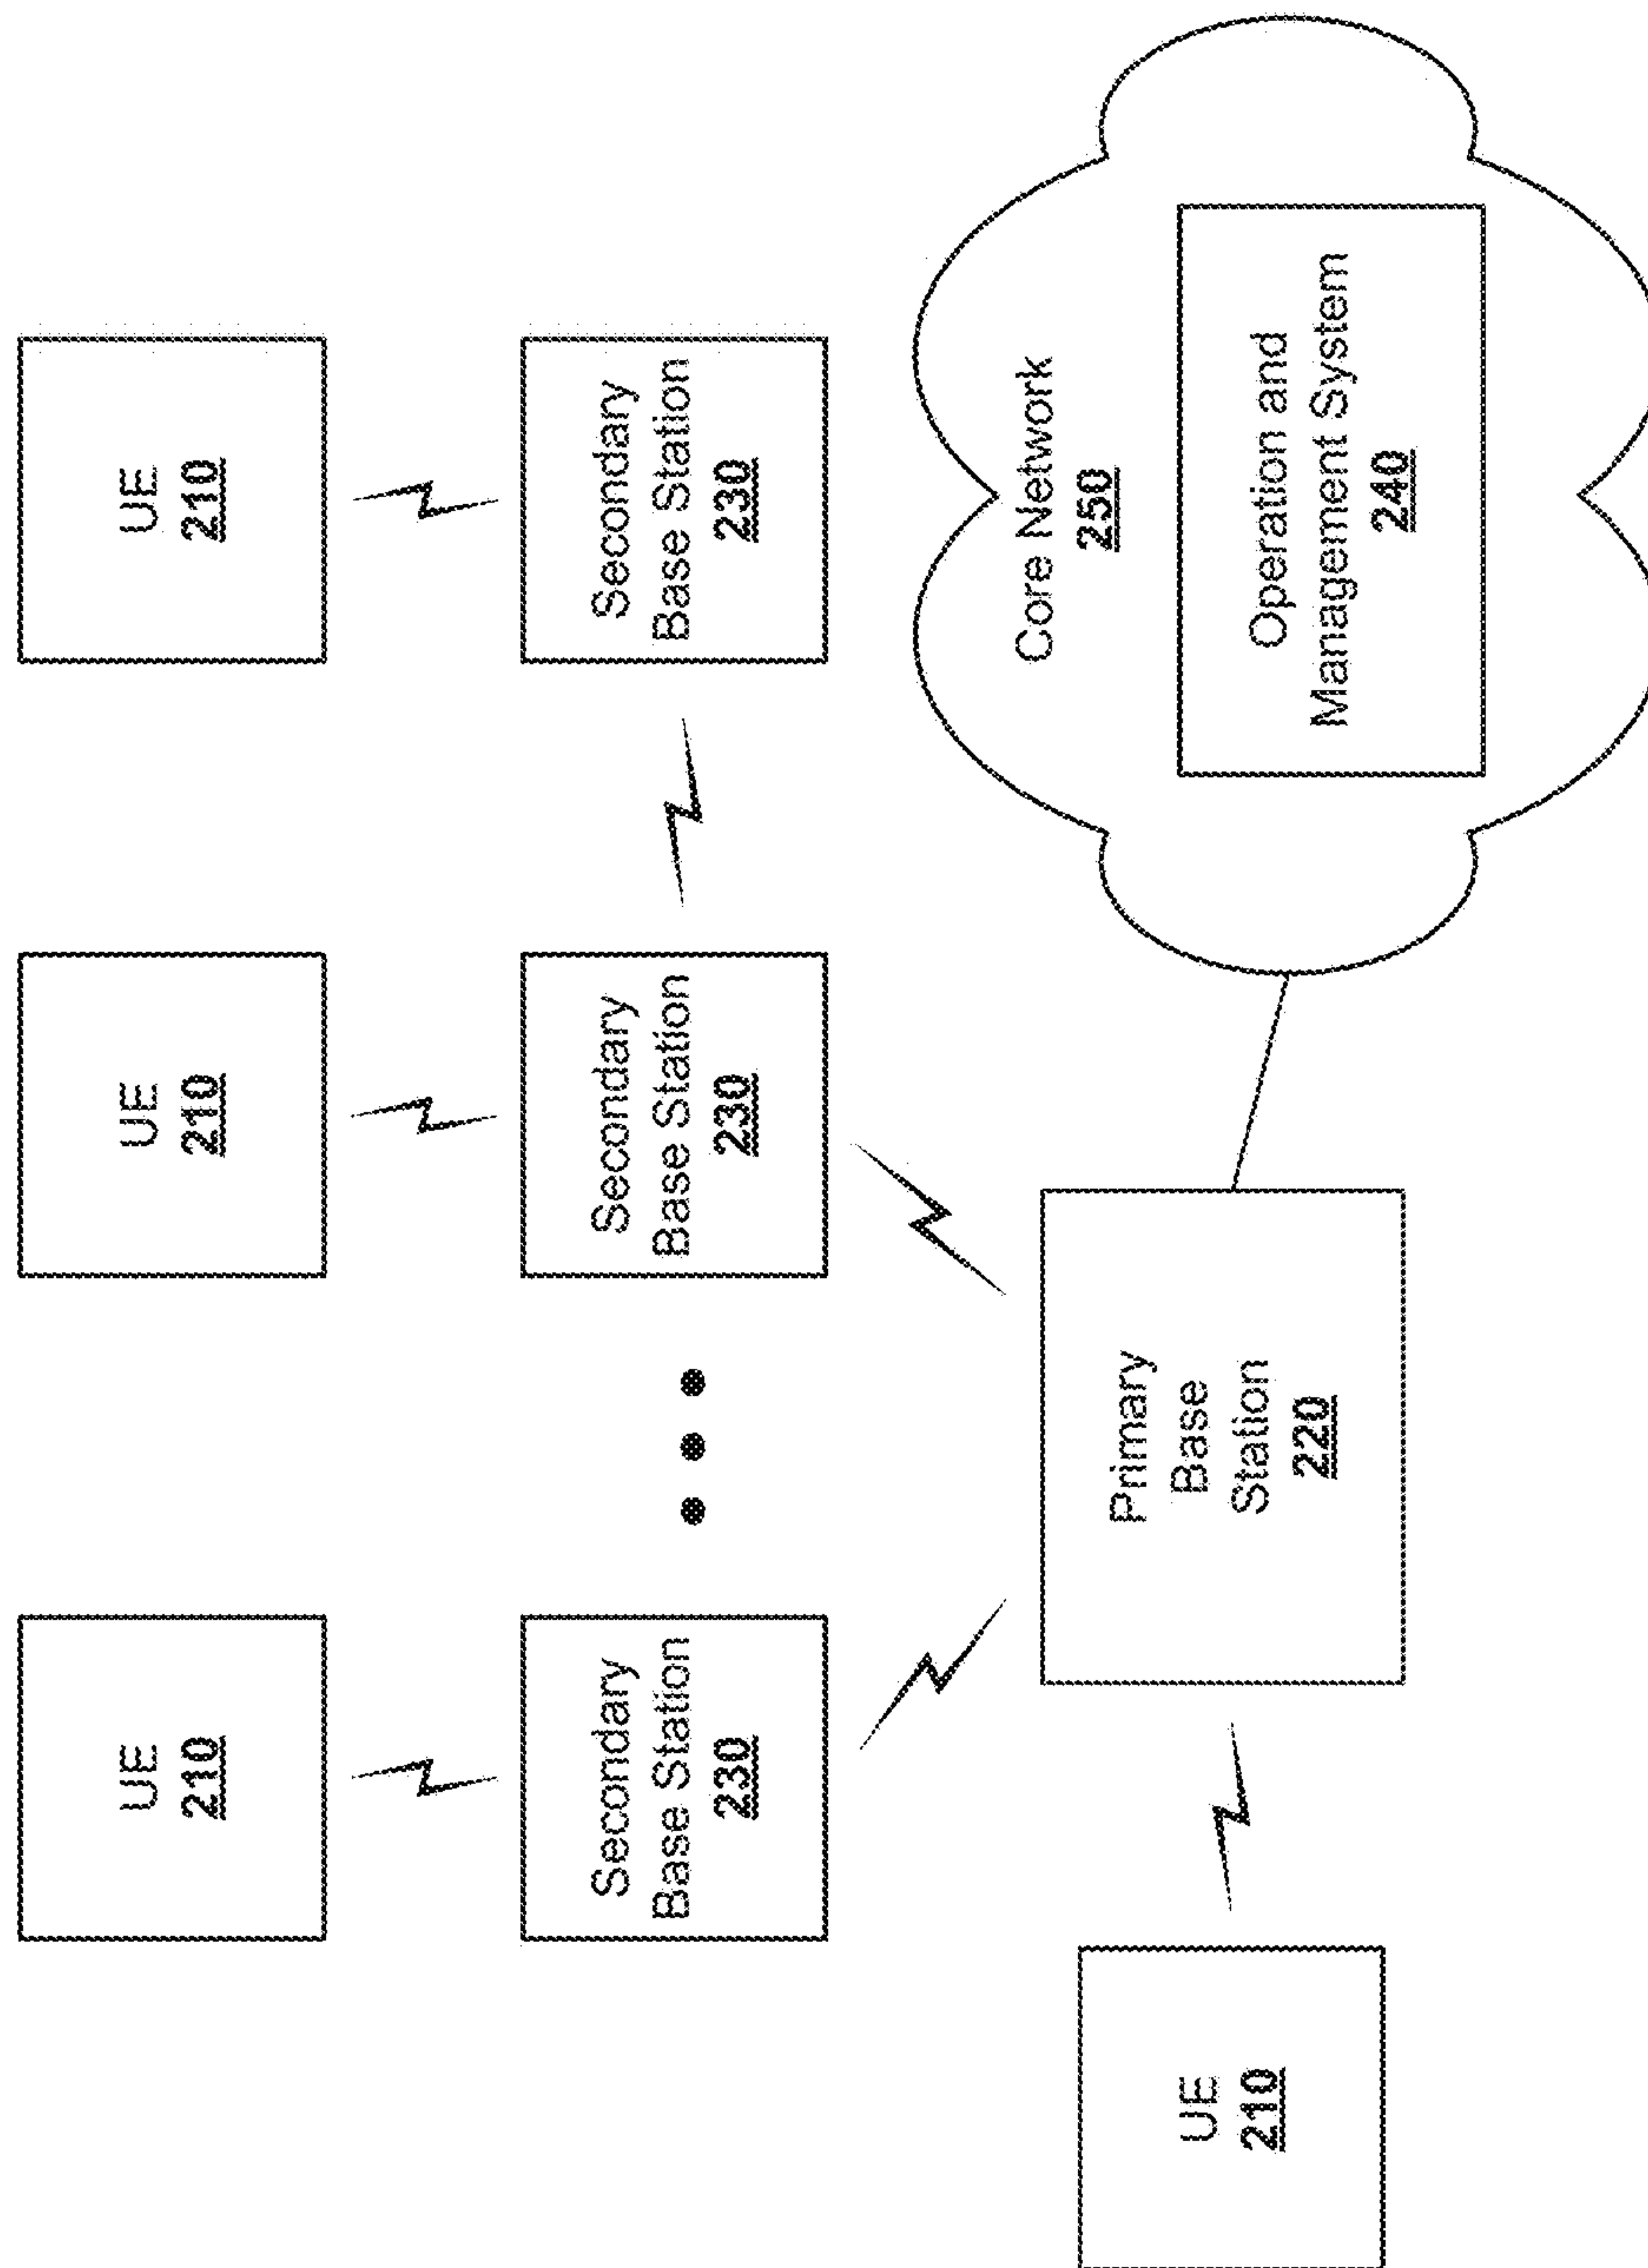 UE
210
UE
210
UE
210
Secondary
Base Station
230
Secondary
Base Station
230
Secondary
Base Station
230
UE
210
Primary
Base
Station
220
Core Network
250
Operation and
Management System
240